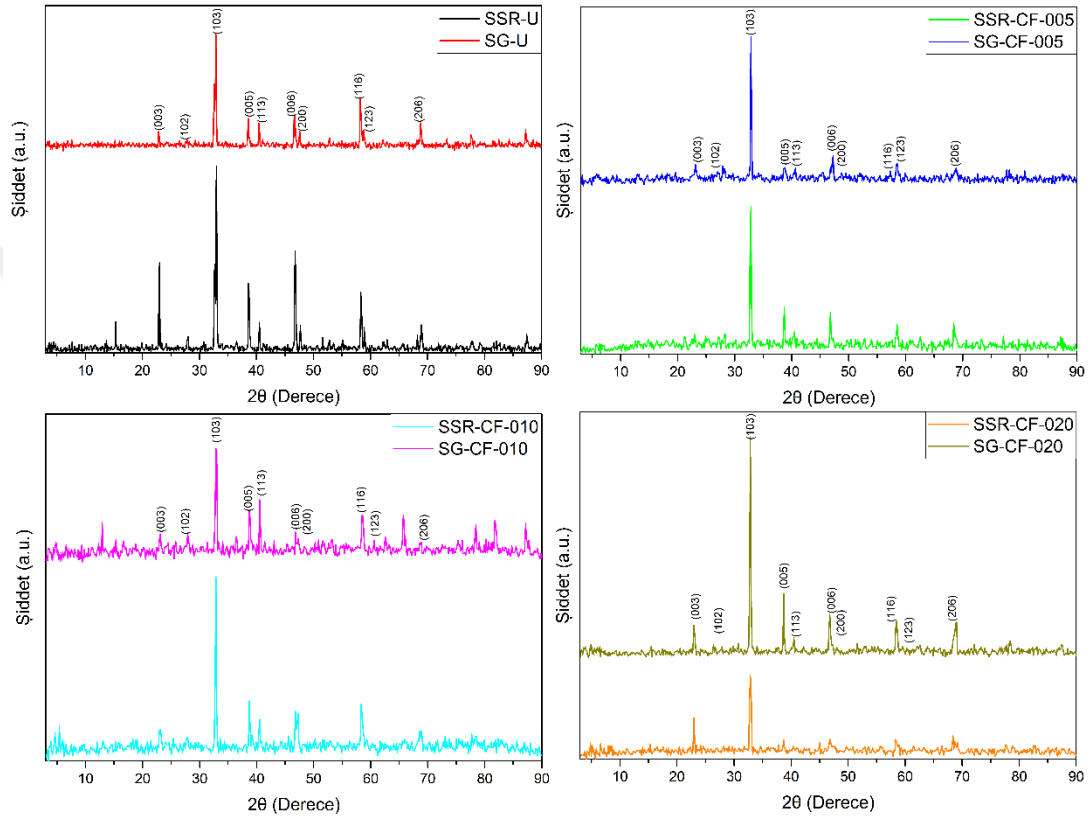 SSR-U
SG-U
(003)
(102)
(103)
(005)
(113)
(006)
(200)
(116)
(123)
(206)
Şiddet (a.u.)
10 20 30 40 50 60 70 80 90
2θ (Derece)
SSR-CF-005
SG-CF-005
(003)
(102)
(103)
(005)
(113)
(006)
(200)
(116)
(123)
(206)
Şiddet (a.u.)
10 20 30 40 50 60 70 80 90
2θ (Derece)
SSR-CF-010
SG-CF-010
(003)
(102)
(103)
(005)
(113)
(006)
(200)
(116)
(123)
(206)
Şiddet (a.u.)
10 20 30 40 50 60 70 80 90
2θ (Derece)
SSR-CF-020
SG-CF-020
(003)
(102)
(103)
(005)
(113)
(006)
(200)
(116)
(123)
(206)
Şiddet (a.u.)
10 20 30 40 50 60 70 80 90
2θ (Derece)